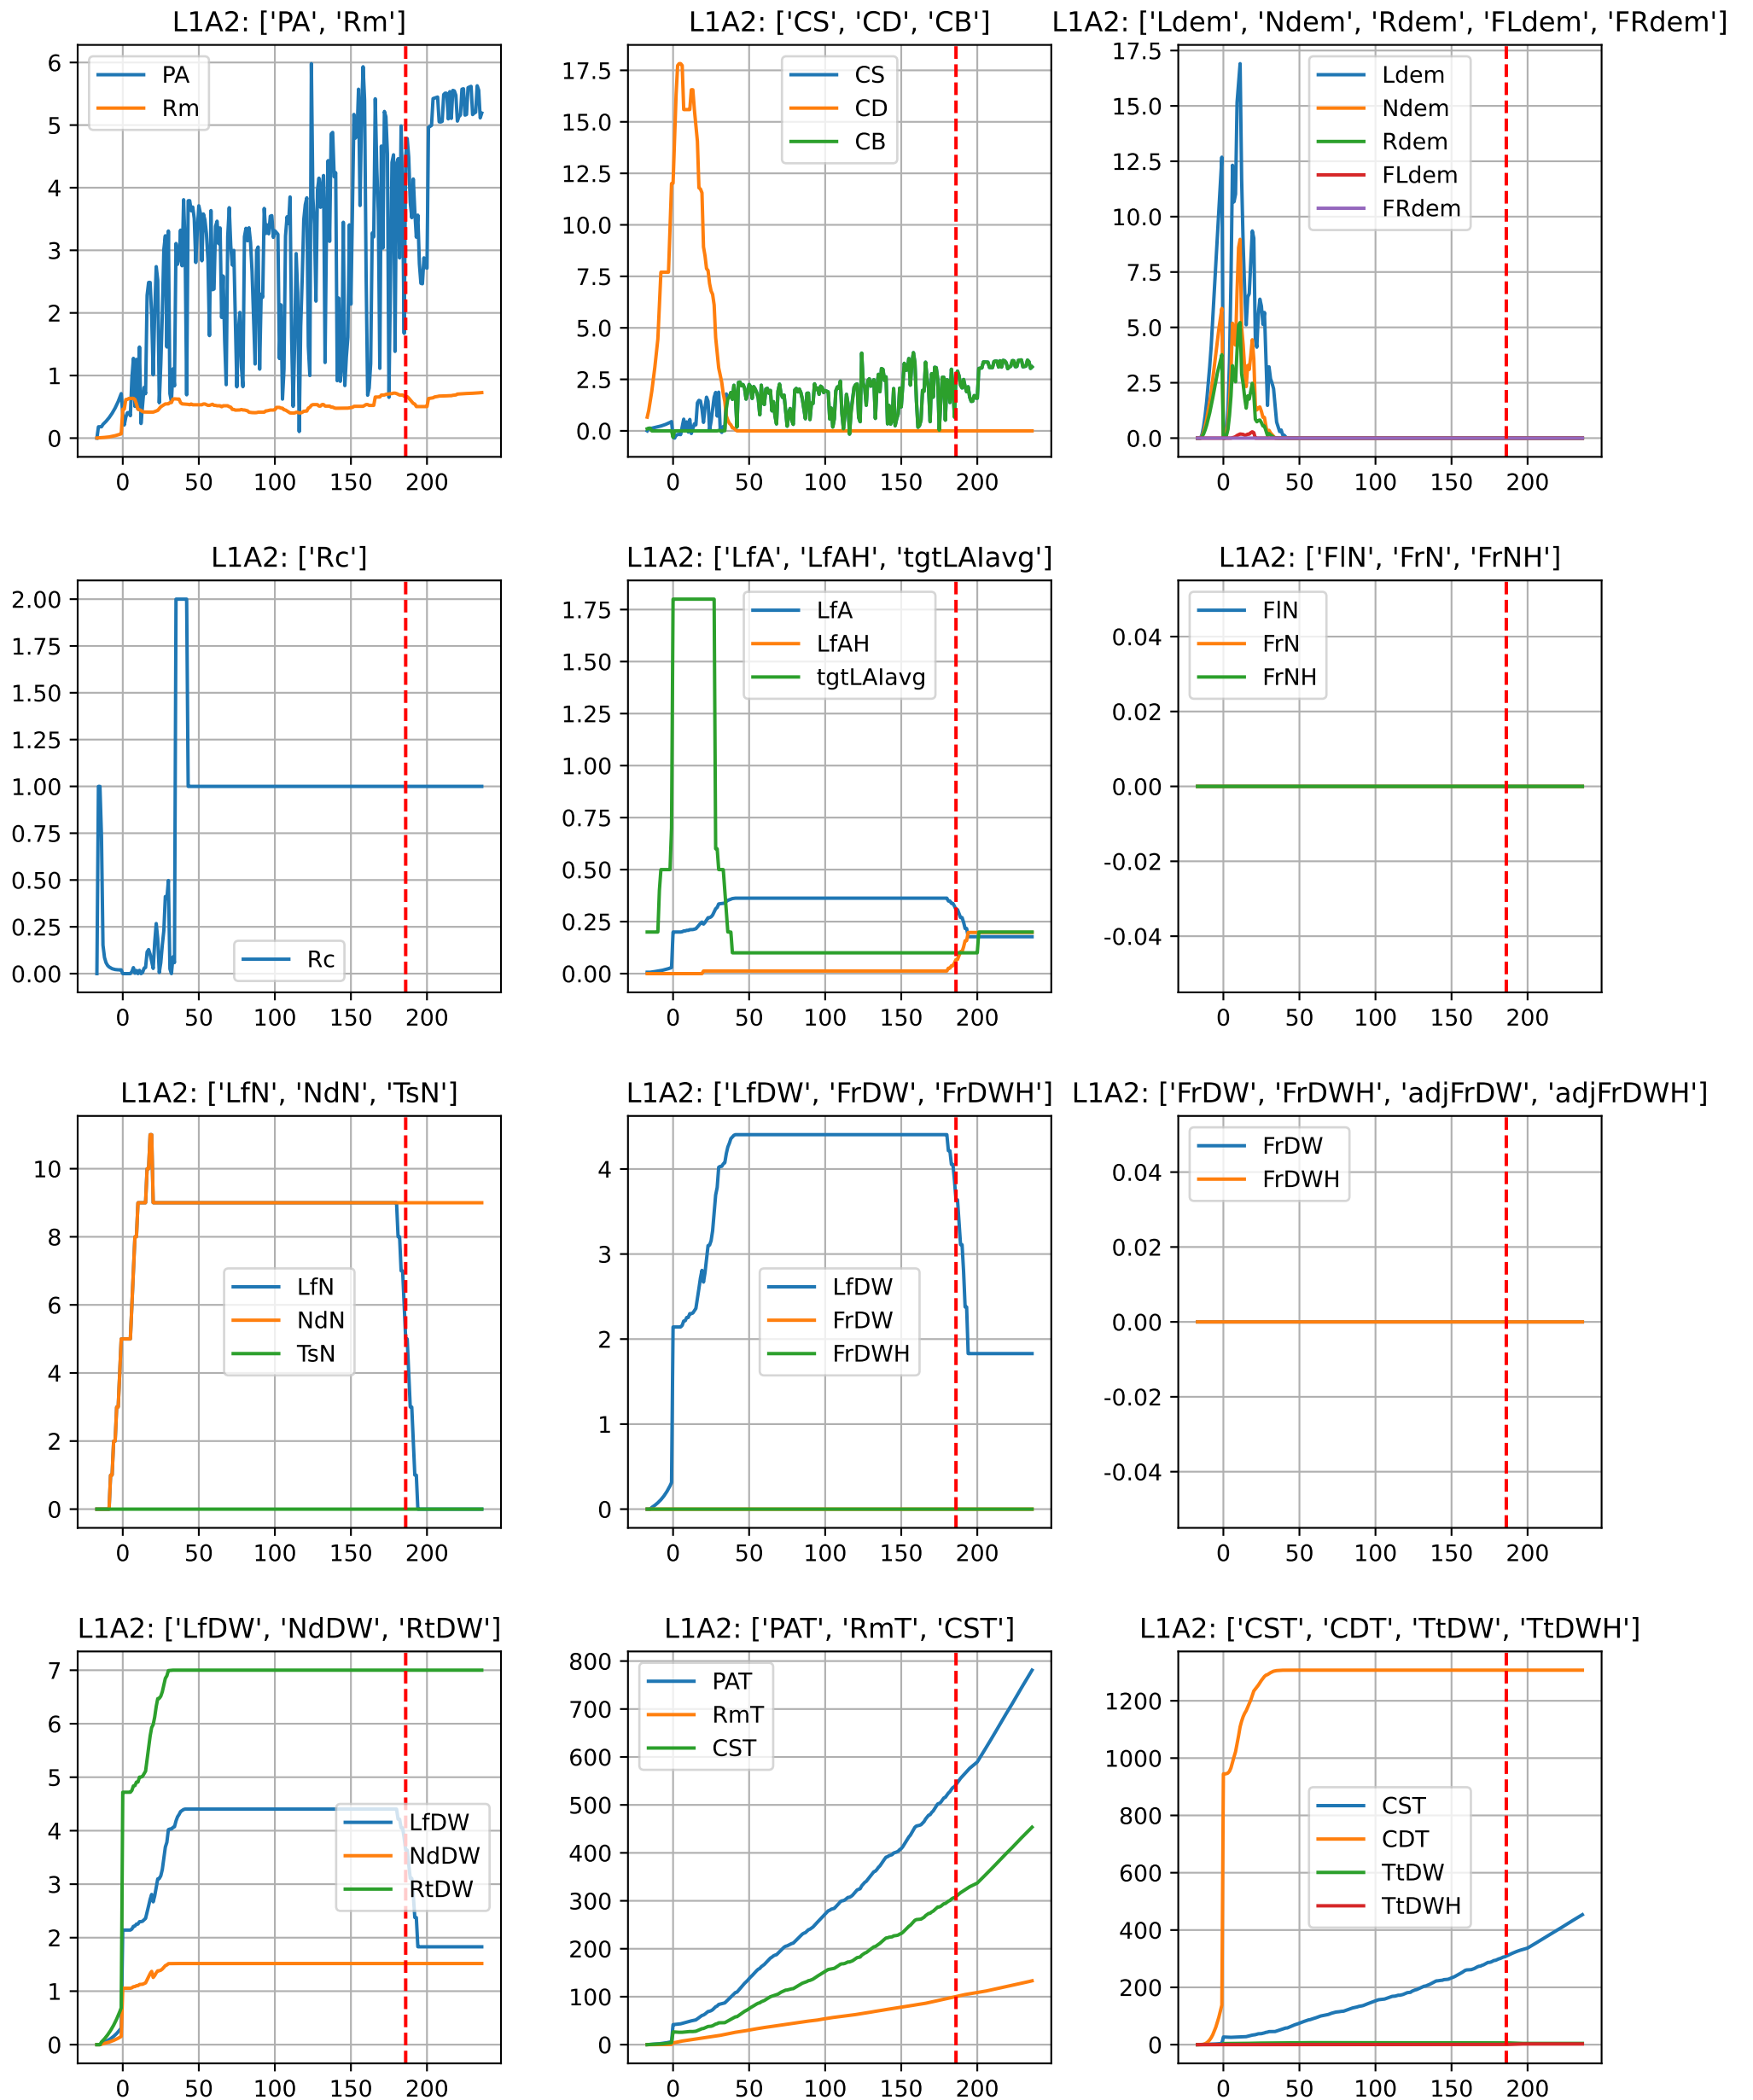 L1A2: ['PA', 'Rm']
6
5
4
3
2
1
0
PA
Rm
0 50 100 150 200
L1A2: ['CS', 'CD', 'CB']
17.5
15.0
12.5
10.0
7.5
5.0
2.5
0.0
CS
CD
CB
0 50 100 150 200
L1A2: ['Ldem', 'Ndem', 'Rdem', 'FLdem', 'FRdem']
17.5
15.0
12.5
10.0
7.5
5.0
2.5
0.0
Ldem
Ndem
Rdem
FLdem
FRdem
0 50 100 150 200
L1A2: ['Rc']
2.00
1.75
1.50
1.25
1.00
0.75
0.50
0.25
0.00
Rc
0 50 100 150 200
L1A2: ['LfA', 'LfAH', 'tgtLAIavg']
1.75
1.50
1.25
1.00
0.75
0.50
0.25
0.00
LfA
LfAH
tgtLAIavg
0 50 100 150 200
L1A2: ['FlN', 'FrN', 'FrNH']
0.04
0.02
0.00
-0.02
-0.04
FlN
FrN
FrNH
0 50 100 150 200
L1A2: ['LfN', 'NdN', 'TsN']
10
8
6
4
2
0
LfN
NdN
TsN
0 50 100 150 200
L1A2: ['LfDW', 'FrDW', 'FrDWH']
4
3
2
1
0
LfDW
FrDW
FrDWH
0 50 100 150 200
L1A2: ['FrDW', 'FrDWH', 'adjFrDW', 'adjFrDWH']
0.04
0.02
0.00
-0.02
-0.04
FrDW
FrDWH
0 50 100 150 200
L1A2: ['LfDW', 'NdDW', 'RtDW']
7
6
5
4
3
2
1
0
LfDW
NdDW
RtDW
0 50 100 150 200
L1A2: ['PAT', 'RmT', 'CST']
800
700
600
500
400
300
200
100
0
PAT
RmT
CST
0 50 100 150 200
L1A2: ['CST', 'CDT', 'TtDW', 'TtDWH']
1200
1000
800
600
400
200
0
CST
CDT
TtDW
TtDWH
0 50 100 150 200